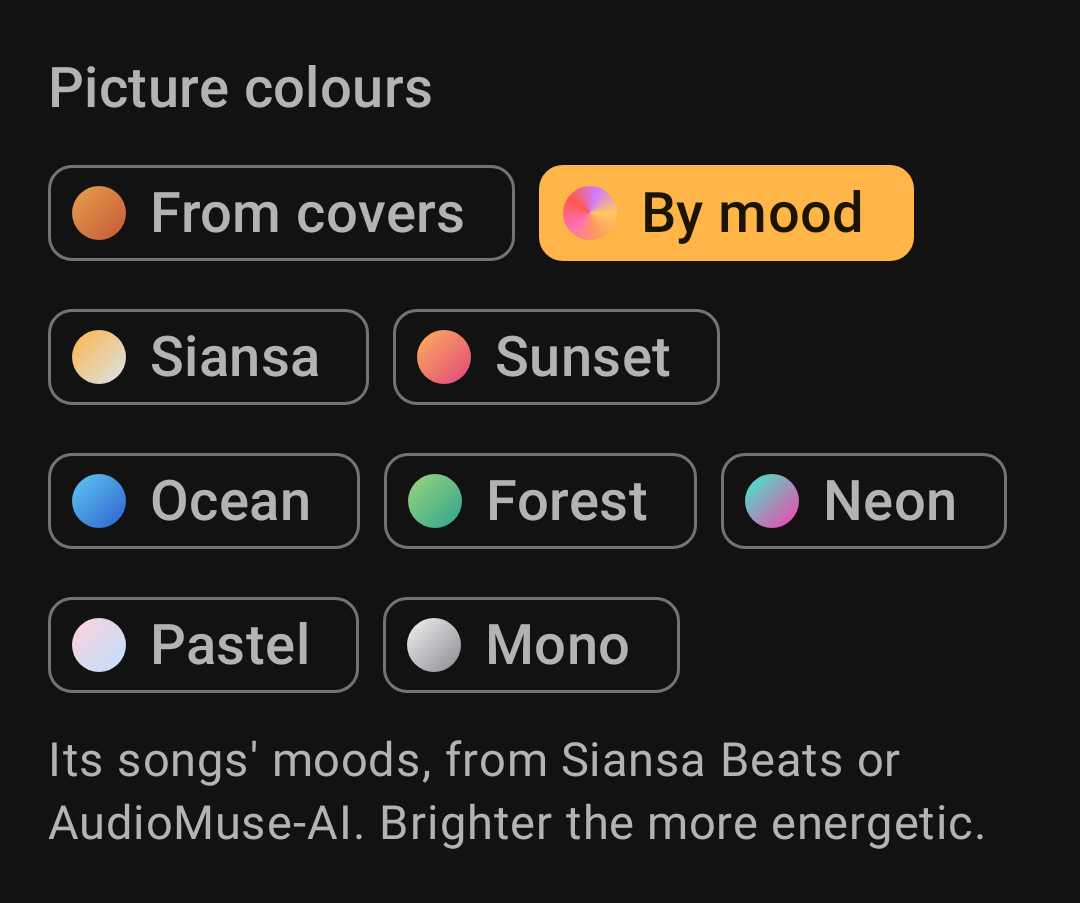 Picture colours
From covers
By mood
Siansa
Sunset
Ocean
Forest
Neon
Pastel
Mono
Its songs' moods, from Siansa Beats or
AudioMuse-AI. Brighter the more energetic.